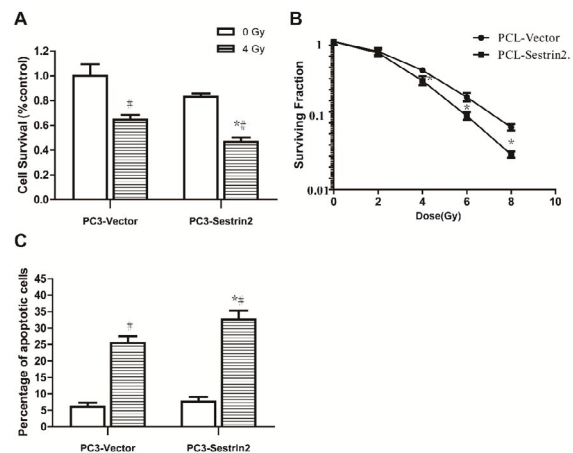 A
0 Gy
4 Gy
Cell Survival (% control)
1.2
1.0
0.8
0.6
0.4
0.2
0.0
#
*#
PC3-Vector
PC3-Sestrin2
B
PCL-Vector
PCL-Sestrin2.
Surviving Fraction
1
0.1
0.01
*
*
*
0
2
4
6
8
10
Dose(Gy)
C
Percentage of apoptotic cells
45
40
35
30
25
20
15
10
5
0
#
*#
PC3-Vector
PC3-Sestrin2